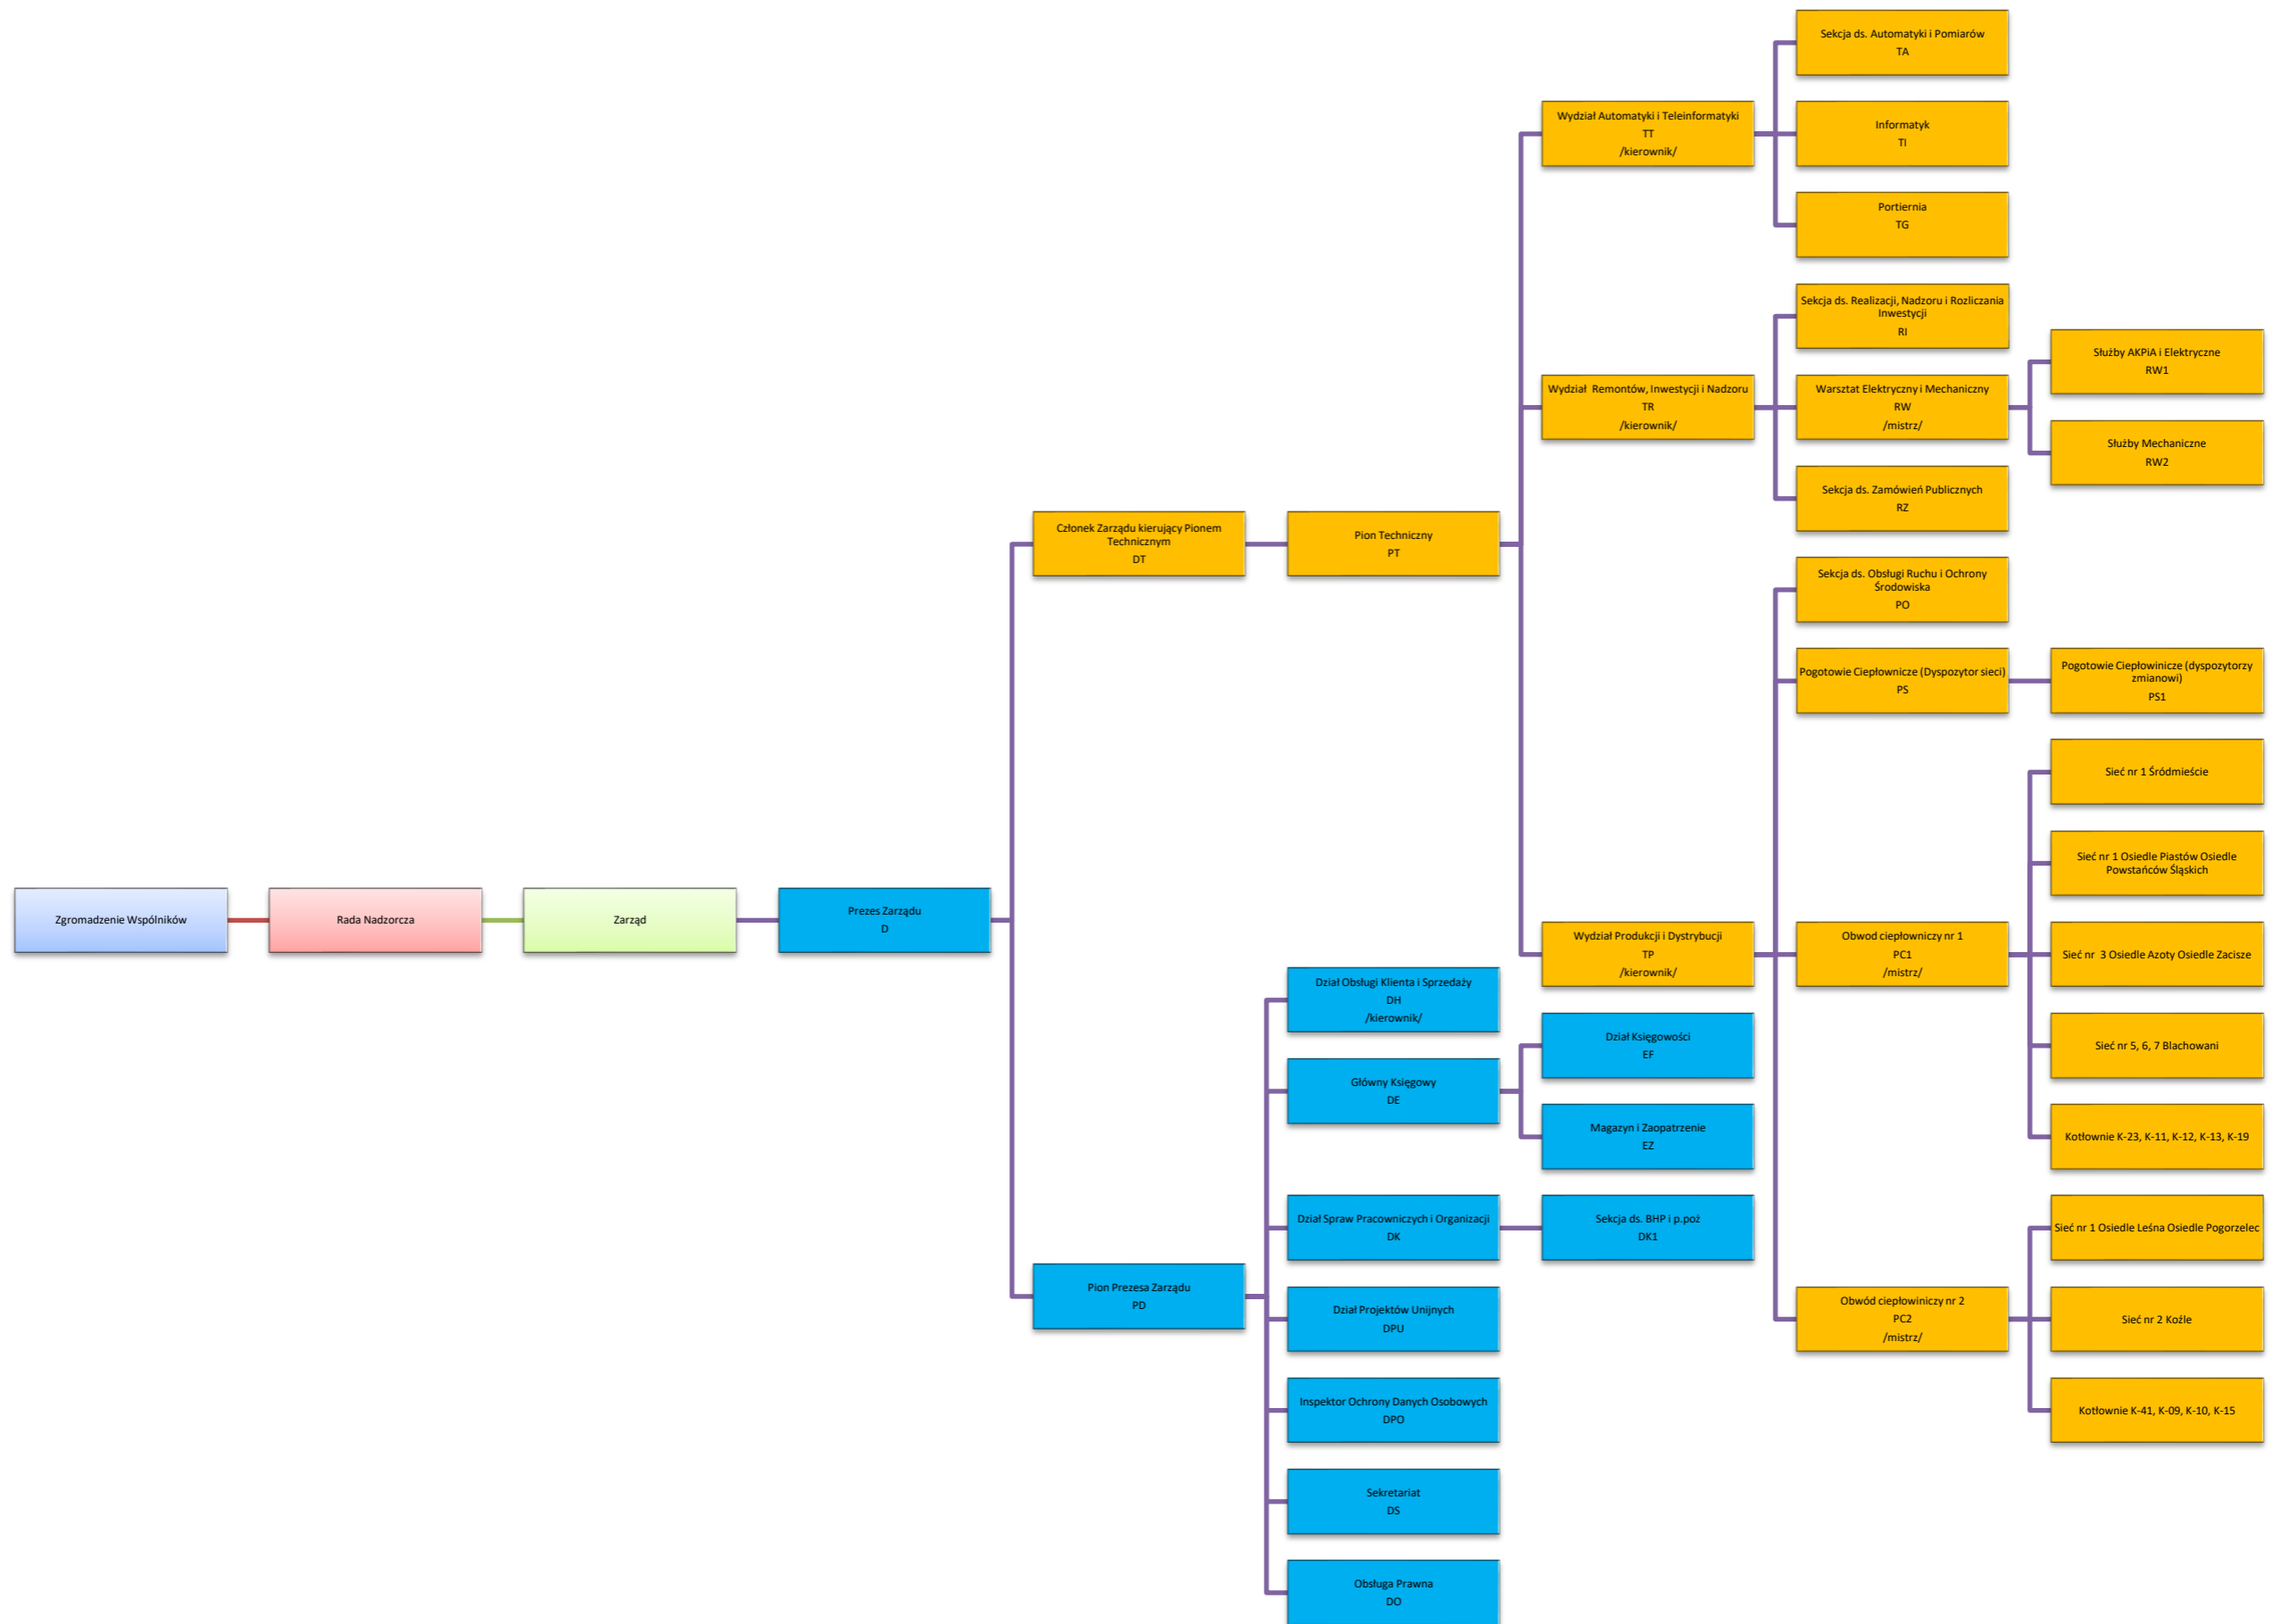 Zgromadzenie Wspólników
Rada Nadzorcza
Zarząd
Prezes Zarządu
D
Członek Zarządu kierujący Pionem
Technicznym
DT
Pion Techniczny
PT
Wydział Automatyki i Teleinformatyki
TT
/kierownik/
Sekcja ds. Automatyki i Pomiarów
TA
Informatyk
TI
Portiernia
TG
Wydział  Remontów, Inwestycji i Nadzoru
TR
/kierownik/
Sekcja ds. Realizacji, Nadzoru i Rozliczania
Inwestycji
RI
Warsztat Elektryczny i Mechaniczny
RW
/mistrz/
Służby AKPiA i Elektryczne
RW1
Służby Mechaniczne
RW2
Sekcja ds. Zamówień Publicznych
RZ
Wydział Produkcji i Dystrybucji
TP
/kierownik/
Sekcja ds. Obsługi Ruchu i Ochrony
Środowiska
PO
Pogotowie Ciepłownicze (Dyspozytor sieci)
PS
Pogotowie Ciepłowinicze (dyspozytorzy
zmianowi)
PS1
Obwod ciepłowniczy nr 1
PC1
/mistrz/
Sieć nr 1 Śródmieście
Sieć nr 1 Osiedle Piastów Osiedle
Powstańców Śląskich
Sieć nr  3 Osiedle Azoty Osiedle Zacisze
Sieć nr 5, 6, 7 Blachowani
Kotłownie K-23, K-11, K-12, K-13, K-19
Obwód ciepłowiniczy nr 2
PC2
/mistrz/
Sieć nr 1 Osiedle Leśna Osiedle Pogorzelec
Sieć nr 2 Koźle
Kotłownie K-41, K-09, K-10, K-15
Pion Prezesa Zarządu
PD
Dział Obsługi Klienta i Sprzedaży
DH
/kierownik/
Główny Księgowy
DE
Dział Księgowości
EF
Magazyn i Zaopatrzenie
EZ
Dział Spraw Pracowniczych i Organizacji
DK
Sekcja ds. BHP i p.poż
DK1
Dział Projektów Unijnych
DPU
Inspektor Ochrony Danych Osobowych
DPO
Sekretariat
DS
Obsługa Prawna
DO